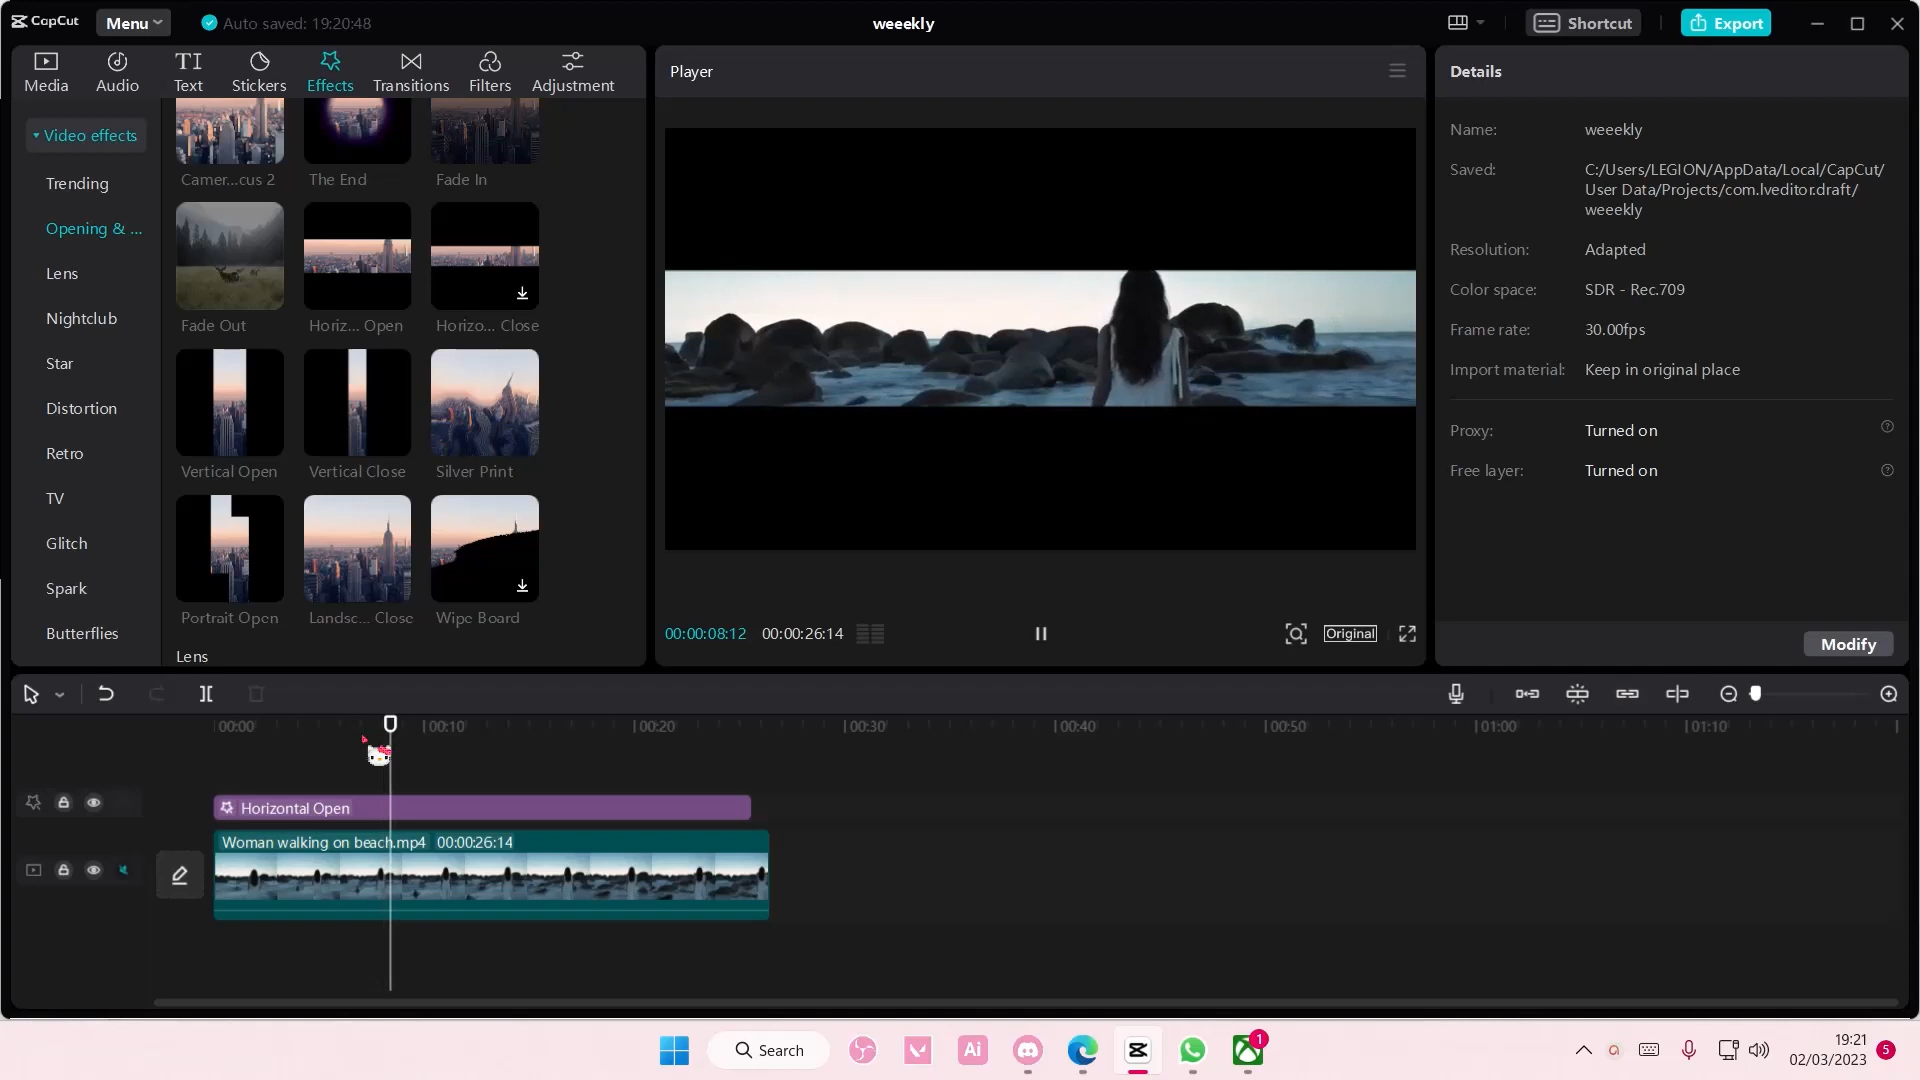 CapCut
Menu
Auto saved: 19:20:48
weeekly
Shortcut
Export
Media
Audio
Text
Stickers
Effects
Transitions
Filters
Adjustment
Video effects
Trending
Opening & ...
Lens
Nightclub
Star
Distortion
Retro
TV
Glitch
Spark
Butterflies
Camer...cus 2
The End
Fade In
Fade Out
Horiz... Open
Horizo... Close
Vertical Open
Vertical Close
Silver Print
Portrait Open
Landsc... Close
Wipe Board
Lens
Player
00:00:08:12
00:00:26:14
Original
Details
Name: weeekly
Saved: C:/Users/LEGION/AppData/Local/CapCut/
User Data/Projects/com.lveditor.draft/
weeekly
Resolution: Adapted
Color space: SDR - Rec.709
Frame rate: 30.00fps
Import material: Keep in original place
Proxy: Turned on
Free layer: Turned on
Modify
00:00
00:10
00:20
00:30
00:40
00:50
01:00
01:10
Horizontal Open
Woman walking on beach.mp4 00:00:26:14
Search
Ai
1
19:21
02/03/2023
5